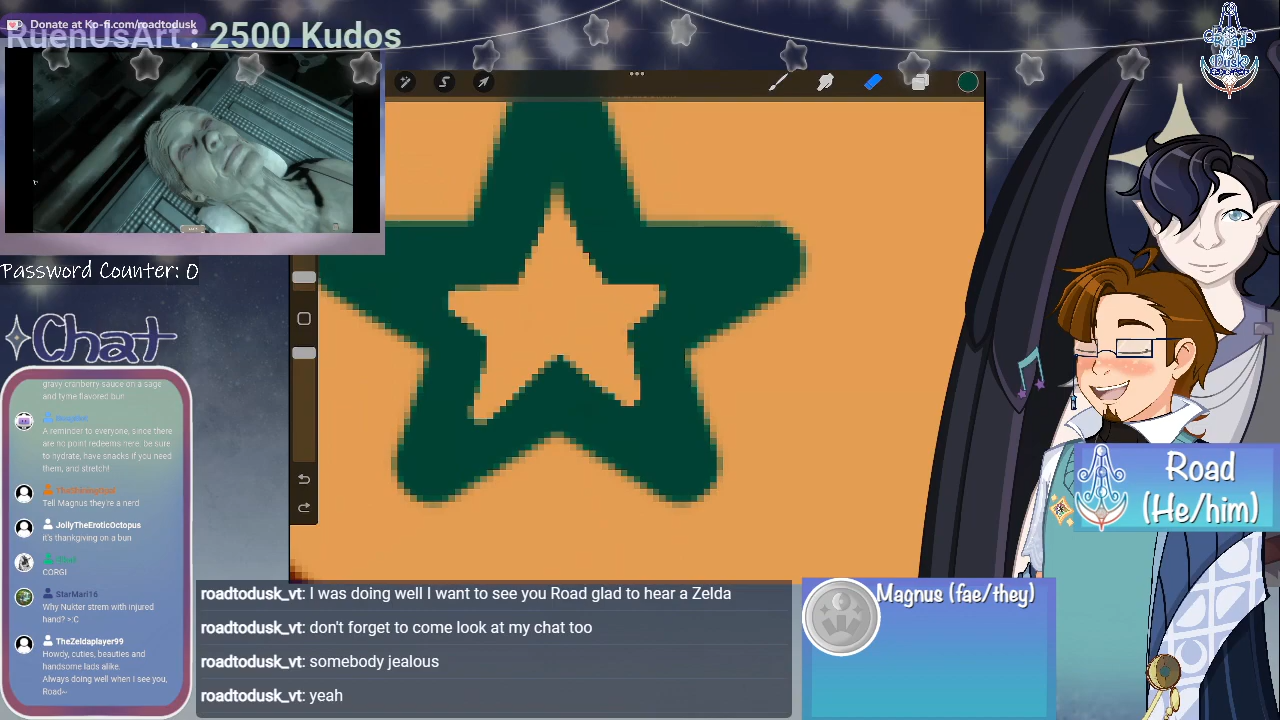 Donate at Ko-fi.com/roadtodusk
RuenUsArt : 2500 Kudos
Road
Dusk
Password Counter: 0
Chat
gravy cranberry sauce on a sage
and tyme flavored bun
A reminder to everyone, since there
are no point redeems here, be sure
to hydrate, have snacks if you need
them, and stretch!
Tell Magnus they're a nerd
JollyTheEroticOctopus
it's thankgiving on a bun
CORGI
StarMari16
Why Nukter strem with injured
hand? >:C
TheZeldaplayer99
Howdy, cuties, beauties and
handsome lads alike.
Always doing well when I see you,
Road~
roadtodusk_vt: I was doing well I want to see you Road glad to hear a Zelda
roadtodusk_vt: don't forget to come look at my chat too
roadtodusk_vt: somebody jealous
roadtodusk_vt: yeah
Magnus (fae/they)
Road
(He/him)